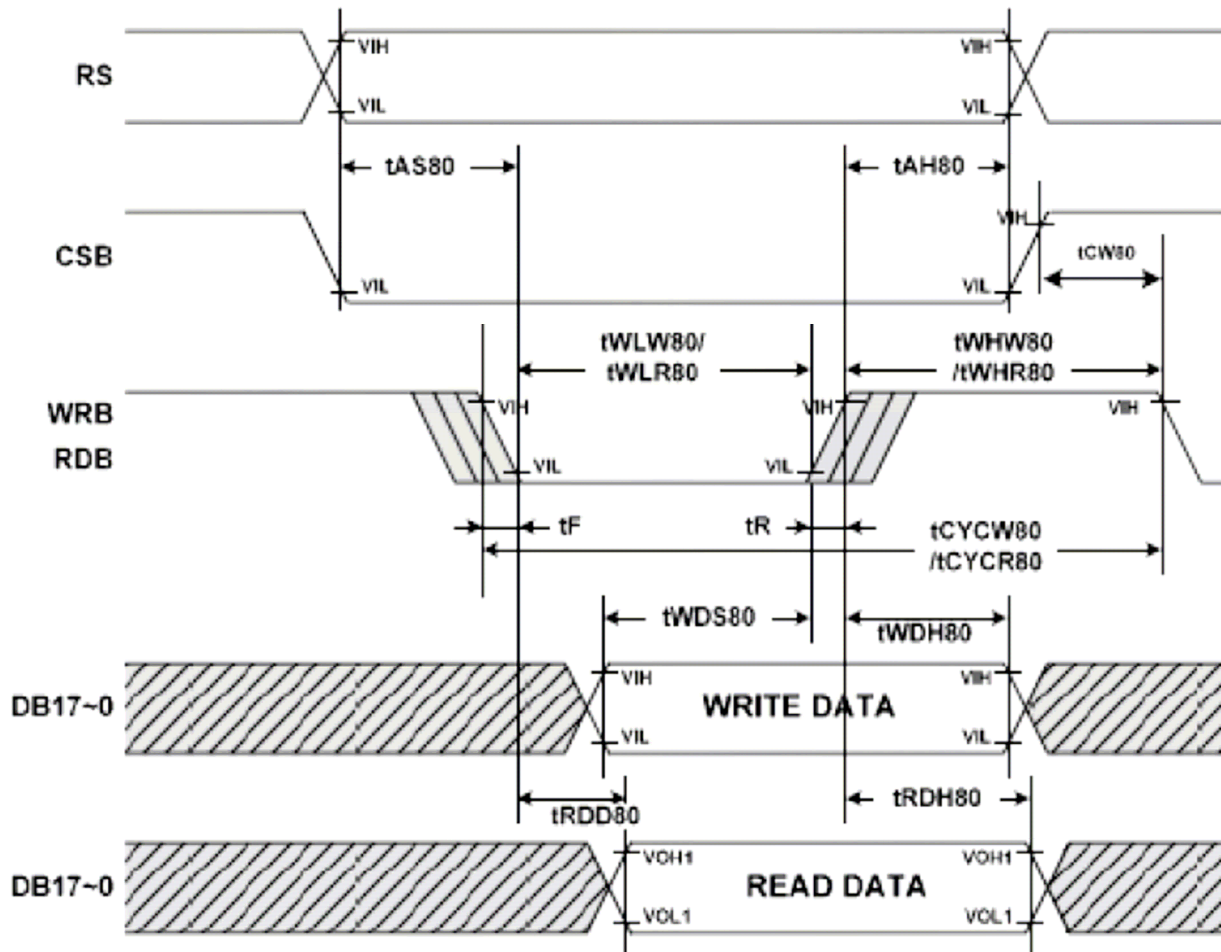 RS
VIH
VIH
VIL
VIL
tAS80
tAH80
CSB
VIH
tCW80
VIL
VIL
tWLW80/
tWLR80
tWHW80
/tWHR80
WRB
RDB
VIH
VIH
VIH
VIL
VIL
tF
tR
tCYCW80
/tCYCR80
tWDS80
tWDH80
DB17~0
VIH
VIH
WRITE DATA
VIL
VIL
tRDD80
tRDH80
DB17~0
VOH1
VOH1
READ DATA
VOL1
VOL1